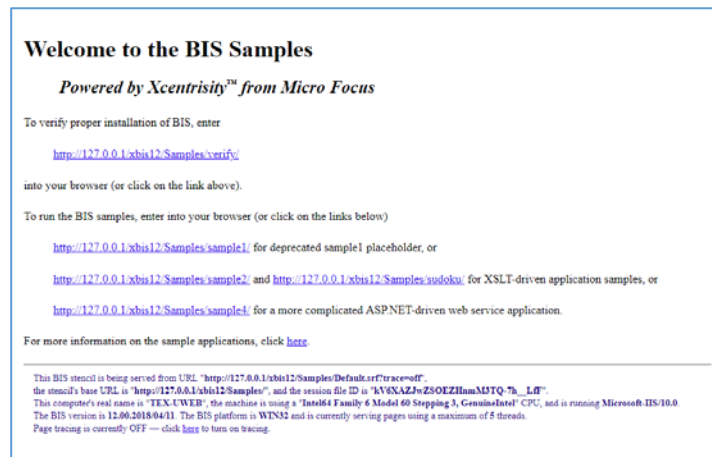 Welcome to the BIS Samples
Powered by Xcentrisity™ from Micro Focus
To verify proper installation of BIS, enter
http://127.0.0.1/xbis12/Samples/verify/
into your browser (or click on the link above).
To run the BIS samples, enter into your browser (or click on the links below)
http://127.0.0.1/xbis12/Samples/sample1/ for deprecated sample1 placeholder, or
http://127.0.0.1/xbis12/Samples/sample2/ and http://127.0.0.1/xbis12/Samples/sudoku/ for XSLT-driven application samples, or
http://127.0.0.1/xbis12/Samples/sample4/ for a more complicated ASP.NET-driven web service application.
For more information on the sample applications, click here.
This BIS stencil is being served from URL "http://127.0.0.1/xbis12/Samples/Default.srf?trace=off",
the stencil's base URL is "http://127.0.0.1/xbis12/Samples/", and the session file ID is
This computer's real name is "TEX-UWEB", the machine is using a "Intel64 Family 6 Model 60 Stepping 3, GenuineIntel" CPU, and is running Microsoft-IIS/10.0.
The BIS version is 12.00.2018/04/11. The BIS platform is WIN32 and is currently serving pages using a maximum of 5 threads.
Page tracing is currently OFF — click here to turn on tracing.